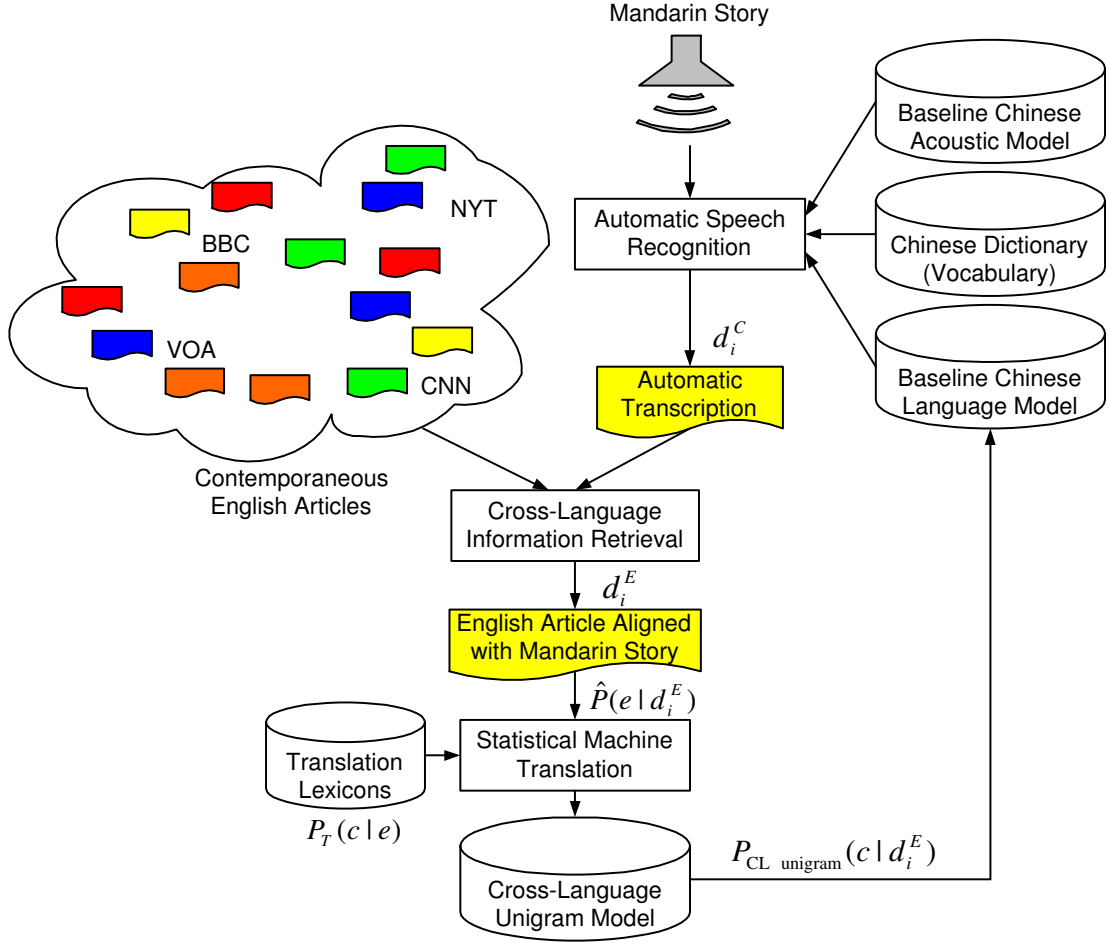 Mandarin Story
Baseline Chinese
Acoustic Model
NYT
BBC
Automatic Speech
Recognition
Chinese Dictionary
(Vocabulary)
VOA
CNN
d_i^C
Automatic
Transcription
Baseline Chinese
Language Model
Contemporaneous
English Articles
Cross-Language
Information Retrieval
d_i^E
English Article Aligned
with Mandarin Story
P̂(e | d_i^E)
Translation
Lexicons
Statistical Machine
Translation
P_T(c | e)
P_{CL unigram}(c | d_i^E)
Cross-Language
Unigram Model